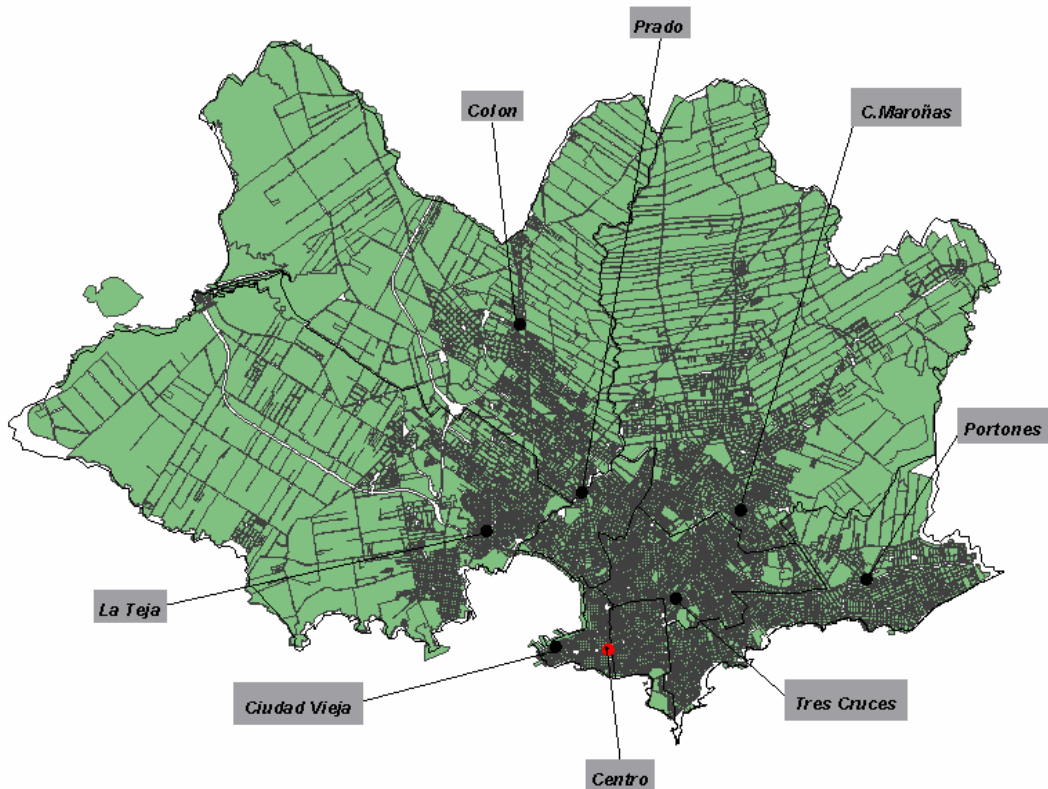 Prado
Colon
C.Maroñas
Portones
La Teja
Ciudad Vieja
Tres Cruces
Centro